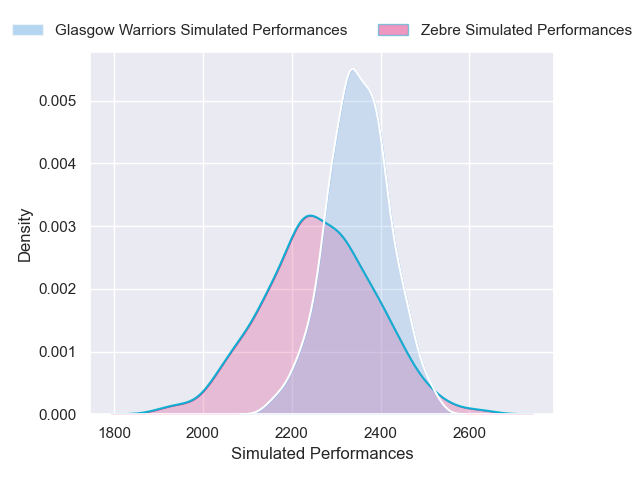 Glasgow Warriors Simulated Performances
Zebre Simulated Performances
Density
0.005
0.004
0.003
0.002
0.001
0.000
1800
2000
2200
2400
2600
Simulated Performances